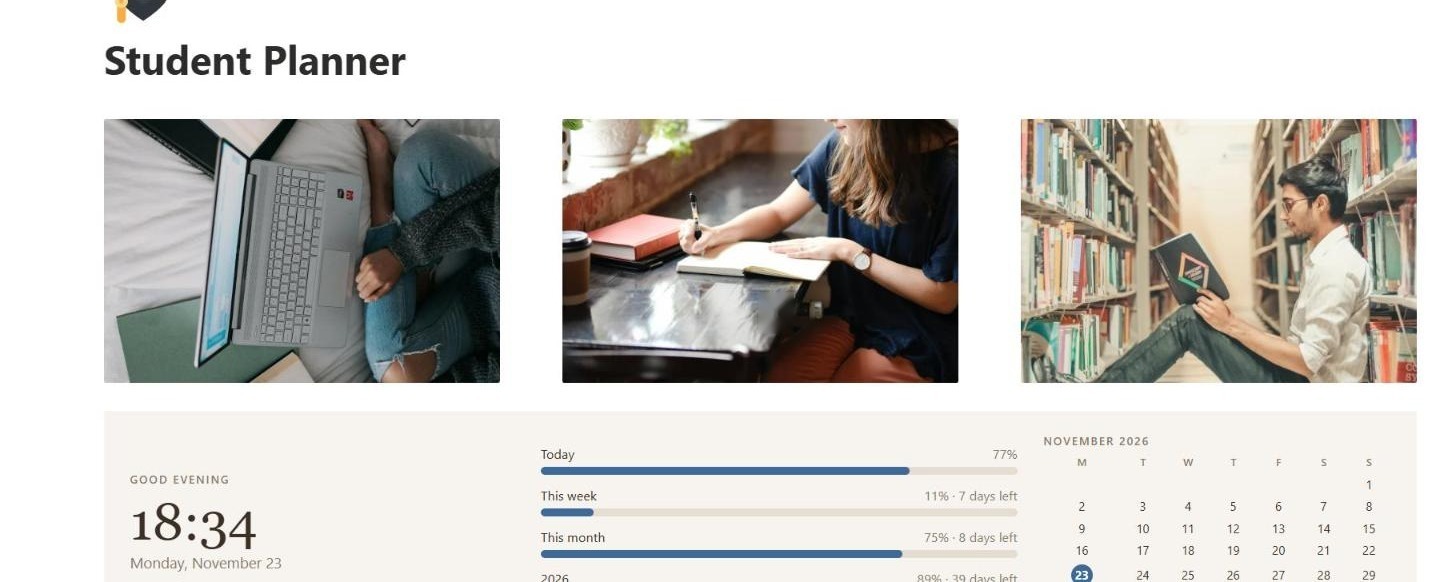 Student Planner
GOOD EVENING
18:34
Monday, November 23
Today 77%
This week 11% · 7 days left
This month 75% · 8 days left
2026 89% · 39 days left
NOVEMBER 2026
M T W T F S S
1
2 3 4 5 6 7 8
9 10 11 12 13 14 15
16 17 18 19 20 21 22
23 24 25 26 27 28 29